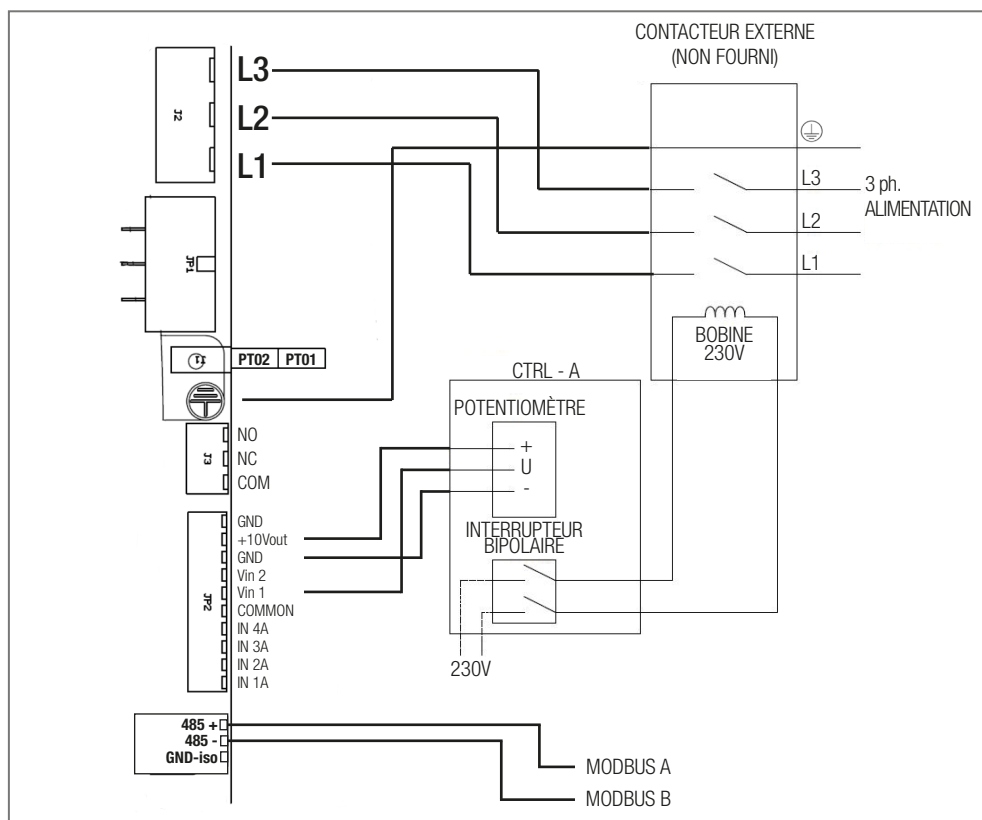 CONTACTEUR EXTERNE
(NON FOURNI)
J2
L3
L2
L1
L3
L2
L1
3 ph.
ALIMENTATION
JP1
BOBINE
230V
T1
PT02
PT01
CTRL - A
POTENTIOMÈTRE
+
U
-
J3
NO
NC
COM
INTERRUPTEUR
BIPOLAIRE
230V
JP2
GND
+10Vout
GND
Vin 2
Vin 1
COMMON
IN 4A
IN 3A
IN 2A
IN 1A
485 +
485 -
GND-iso
MODBUS A
MODBUS B